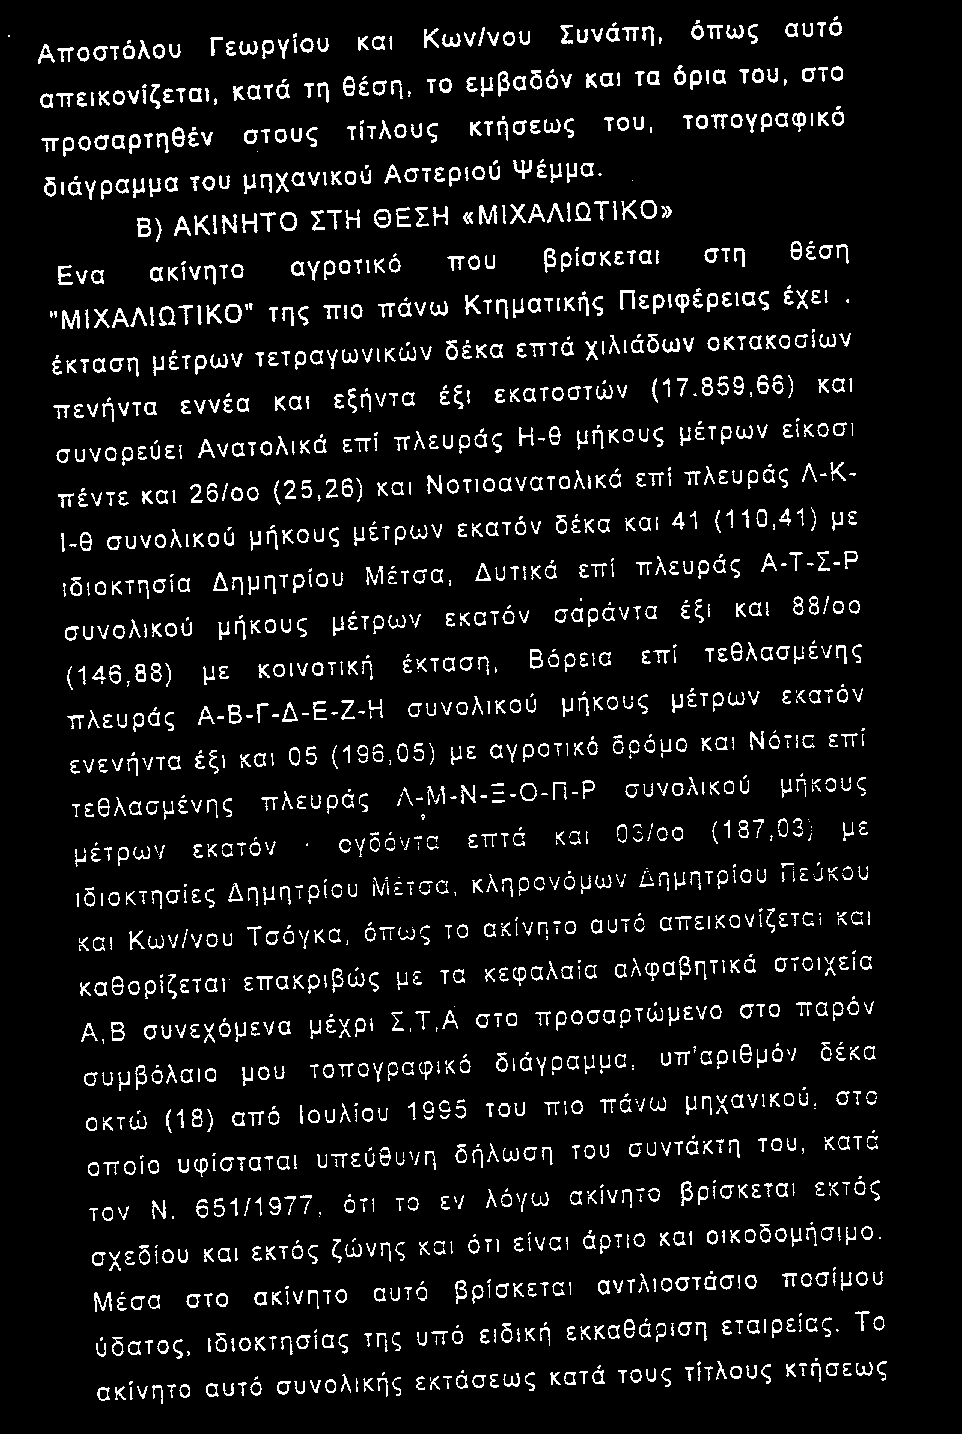 Αποστόλου Γεωργίου και Κων/νου Συνάπη, όπως αυτό
απεικονίζεται, κατά τη θέση, το εμβαδόν και τα όρια του, στο
προσαρτηθέν στους τίτλους κτήσεως του, τοπογραφικό
διάγραμμα του μηχανικού Αστεριού Ψέμμα.
Β) ΑΚΙΝΗΤΟ ΣΤΗ ΘΕΣΗ «ΜΙΧΑΛΙΩΤΙΚΟ»
Ενα ακίνητο αγροτικό που βρίσκεται στη θέση
"ΜΙΧΑΛΙΩΤΙΚΟ" της πιο πάνω Κτηματικής Περιφέρειας έχει .
έκταση μέτρων τετραγωνικών δέκα επτά χιλιάδων οκτακοσίων
πενήντα εννέα και εξήντα έξι εκατοστών (17.859,66) και
συνορεύει Ανατολικά επί πλευράς Η-θ μήκους μέτρων είκοσι
πέντε και 26/οο (25,26) και Νοτιοανατολικά επί πλευράς Λ-Κ-
Ι-θ συνολικού μήκους μέτρων εκατόν δέκα και 41 (110,41) με
ιδιοκτησία Δημητρίου Μέτσα, Δυτικά επί πλευράς Α-Τ-Σ-Ρ
συνολικού μήκους μέτρων εκατόν σαράντα έξι και 88/οο
(146,88) με κοινοτική έκταση, Βόρεια επί τεθλασμένης
πλευράς Α-Β-Γ-Δ-Ε-Ζ-Η συνολικού μήκους μέτρων εκατόν
ενενήντα έξι και 05 (196,05) με αγροτικό δρόμο και Νότια επί
τεθλασμένης πλευράς Λ-Μ-Ν-Ξ-Ο-Π-Ρ συνολικού μήκους
μέτρων εκατόν ογδόντα επτά και 03/οο (187,03) με
ιδιοκτησίες Δημητρίου Μέτσα, κληρονόμων Δημητρίου Πεύκου
και Κων/νου Τσόγκα, όπως το ακίνητο αυτό απεικονίζεται και
καθορίζεται επακριβώς με τα κεφαλαία αλφαβητικά στοιχεία
Α,Β συνεχόμενα μέχρι Σ,Τ,Α στο προσαρτώμενο στο παρόν
συμβόλαιο μου τοπογραφικό διάγραμμα, υπ'αριθμόν δέκα
οκτώ (18) από Ιουλίου 1995 του πιο πάνω μηχανικού, στο
οποίο υφίσταται υπεύθυνη δήλωση του συντάκτη του, κατά
τον Ν. 651/1977, ότι το εν λόγω ακίνητο βρίσκεται εκτός
σχεδίου και εκτός ζώνης και ότι είναι άρτιο και οικοδομήσιμο.
Μέσα στο ακίνητο αυτό βρίσκεται αντλιοστάσιο ποσίμου
ύδατος, ιδιοκτησίας της υπό ειδική εκκαθάριση εταιρείας. Το
ακίνητο αυτό συνολικής εκτάσεως κατά τους τίτλους κτήσεως